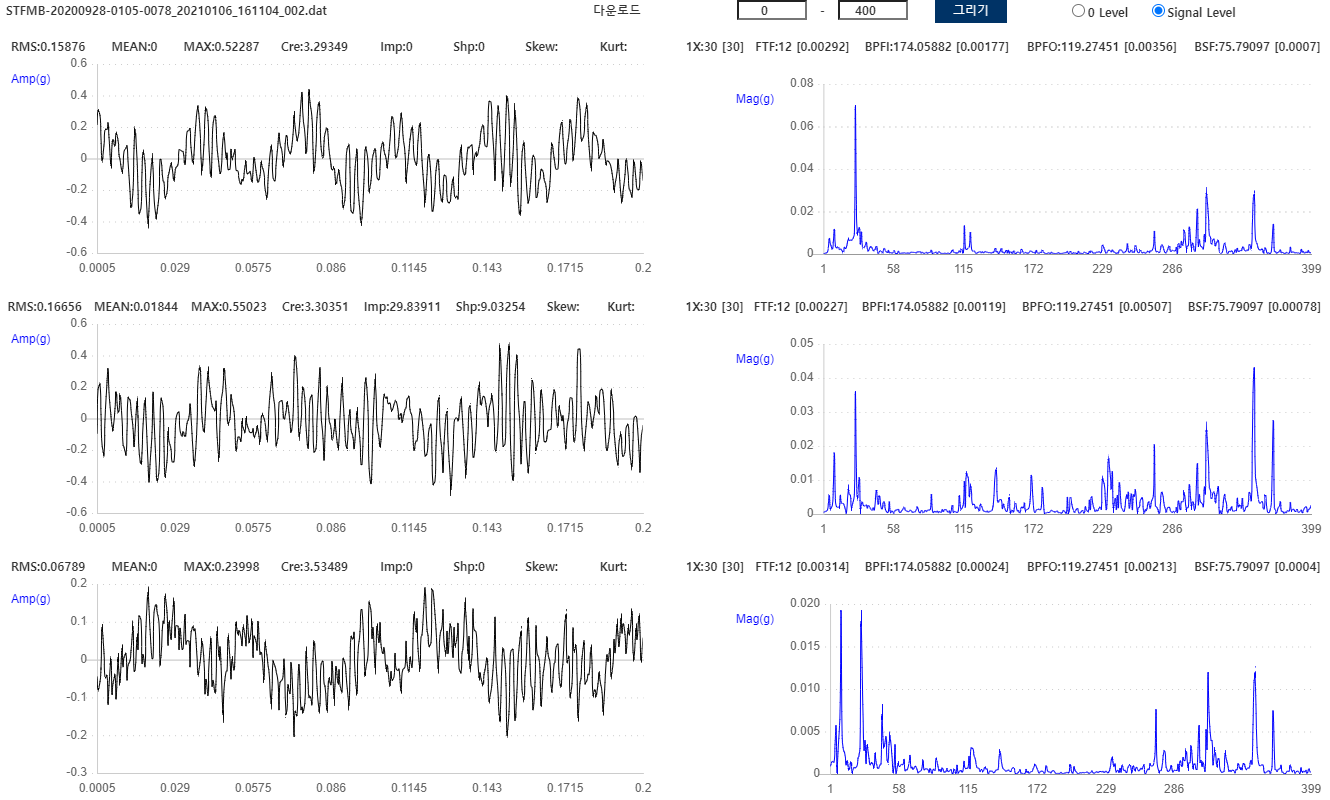 STFMB-20200928-0105-0078_20210106_161104_002.dat 다운로드 0 - 400 그리기 0 Level Signal Level
RMS:0.15876 MEAN:0 MAX:0.52287 Cre:3.29349 Imp:0 Shp:0 Skew: Kurt:
Amp(g)
0.6
0.4
0.2
0
-0.2
-0.4
-0.6
0.0005 0.029 0.0575 0.086 0.1145 0.143 0.1715 0.2
1X:30 [30] FTF:12 [0.00292] BPFI:174.05882 [0.00177] BPFO:119.27451 [0.00356] BSF:75.79097 [0.0007]
Mag(g)
0.08
0.06
0.04
0.02
0
1 58 115 172 229 286 399
RMS:0.16656 MEAN:0.01844 MAX:0.55023 Cre:3.30351 Imp:29.83911 Shp:9.03254 Skew: Kurt:
Amp(g)
0.6
0.4
0.2
0
-0.2
-0.4
-0.6
0.0005 0.029 0.0575 0.086 0.1145 0.143 0.1715 0.2
1X:30 [30] FTF:12 [0.00227] BPFI:174.05882 [0.00119] BPFO:119.27451 [0.00507] BSF:75.79097 [0.00078]
Mag(g)
0.05
0.04
0.03
0.02
0.01
0
1 58 115 172 229 286 399
RMS:0.06789 MEAN:0 MAX:0.23998 Cre:3.53489 Imp:0 Shp:0 Skew: Kurt:
Amp(g)
0.2
0.1
0
-0.1
-0.2
-0.3
0.0005 0.029 0.0575 0.086 0.1145 0.143 0.1715 0.2
1X:30 [30] FTF:12 [0.00314] BPFI:174.05882 [0.00024] BPFO:119.27451 [0.00213] BSF:75.79097 [0.0004]
Mag(g)
0.020
0.015
0.010
0.005
0
1 58 115 172 229 286 399